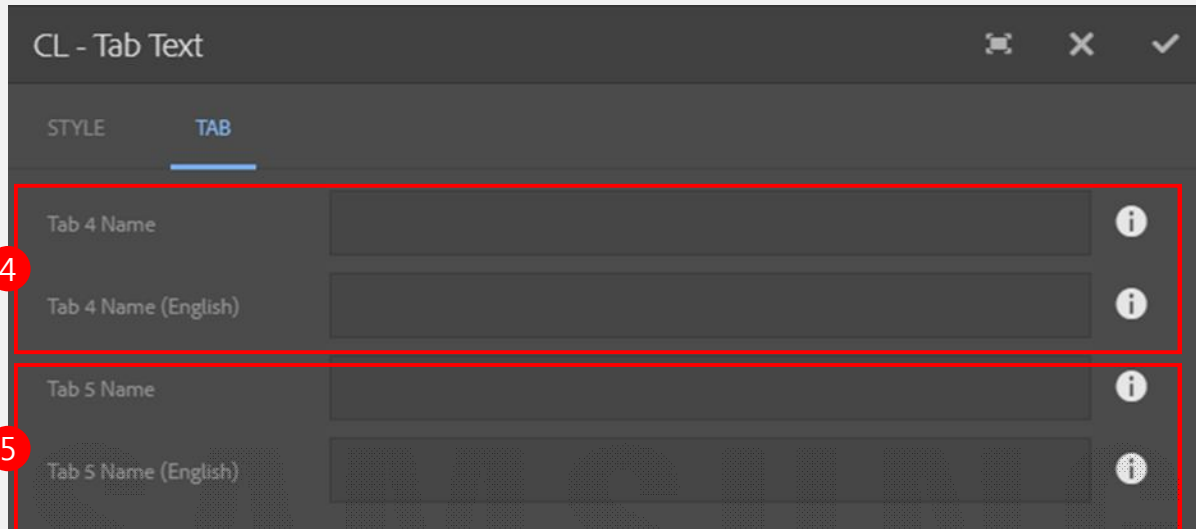 CL - Tab Text
STYLE TAB
Tab 4 Name
4
Tab 4 Name (English)
Tab 5 Name
5
Tab 5 Name (English)
SAMSUNG